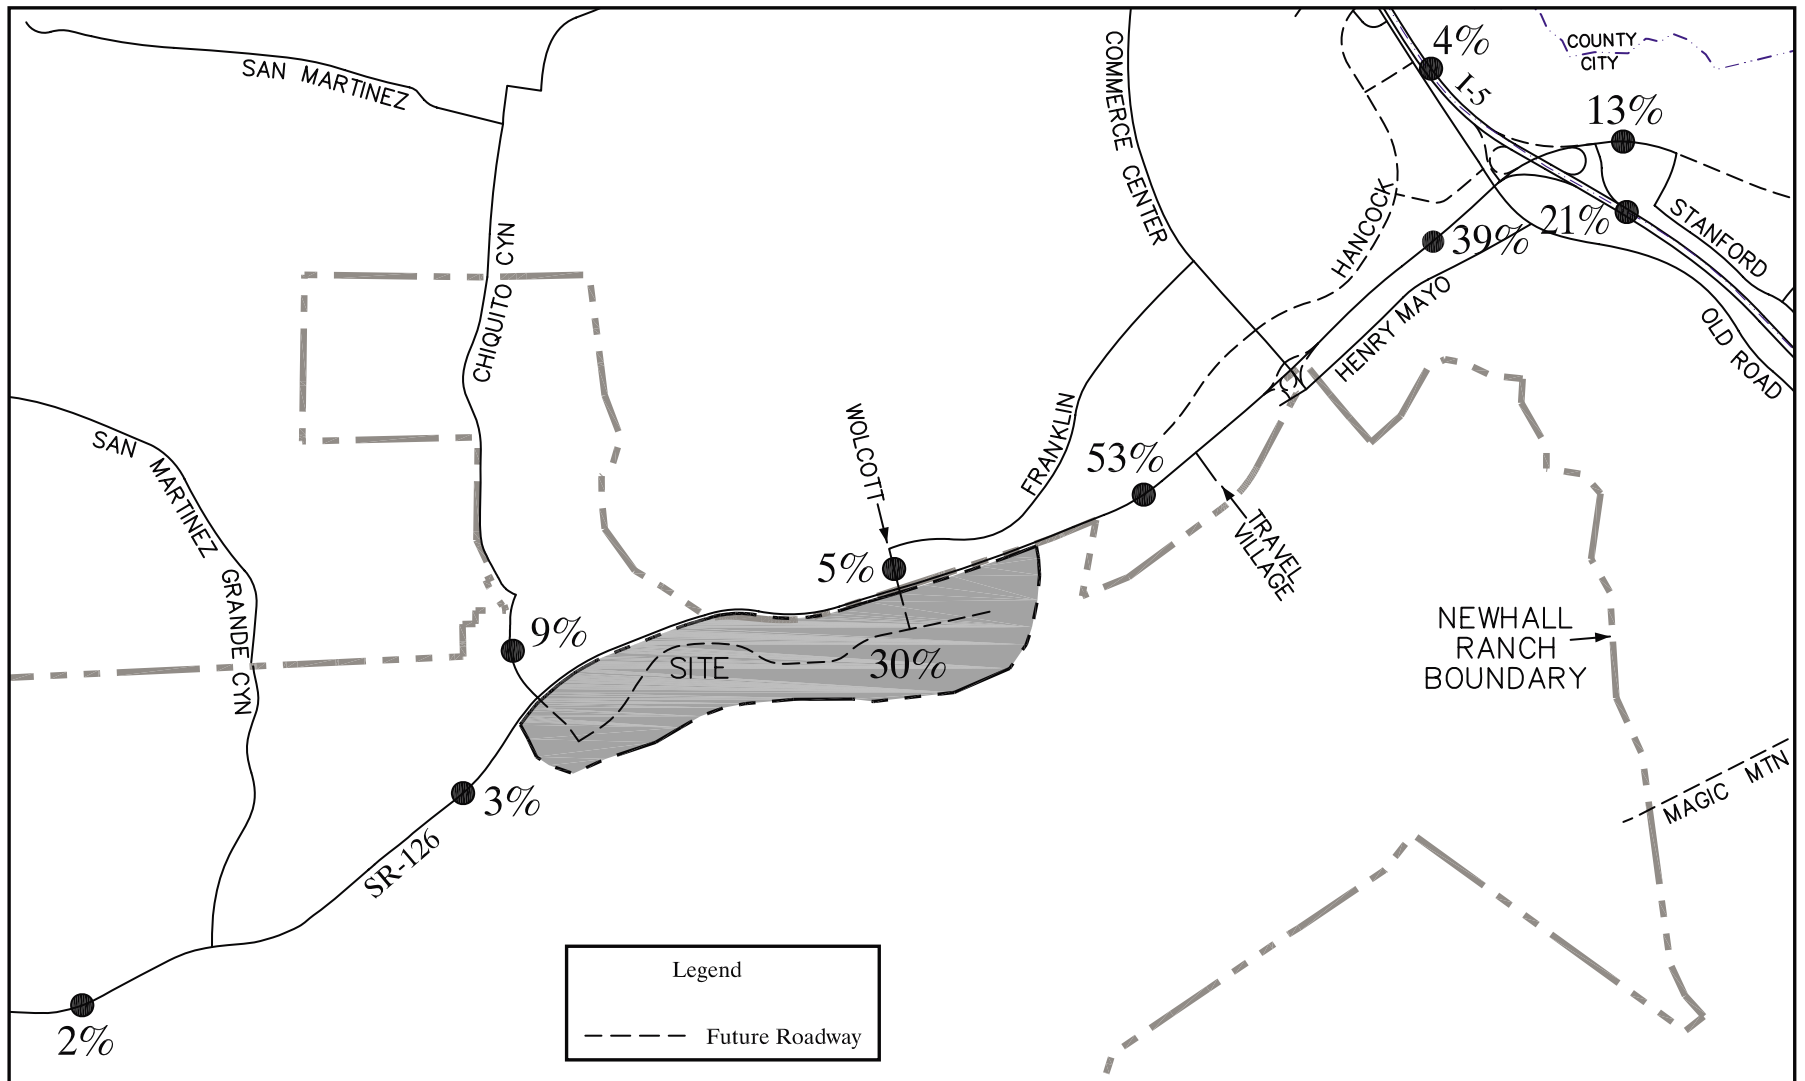 SAN MARTINEZ
COMMERCE CENTER
4%
I-5
COUNTY
CITY
13%
STANFORD
21%
39%
HANCOCK
HENRY MAYO
OLD ROAD
CHIQUITO CYN
SAN MARTINEZ GRANDE CYN
WOLCOTT
FRANKLIN
53%
TRAVEL
VILLAGE
5%
9%
SITE
30%
NEWHALL
RANCH
BOUNDARY
MAGIC MTN
3%
SR-126
2%
Legend
Future Roadway